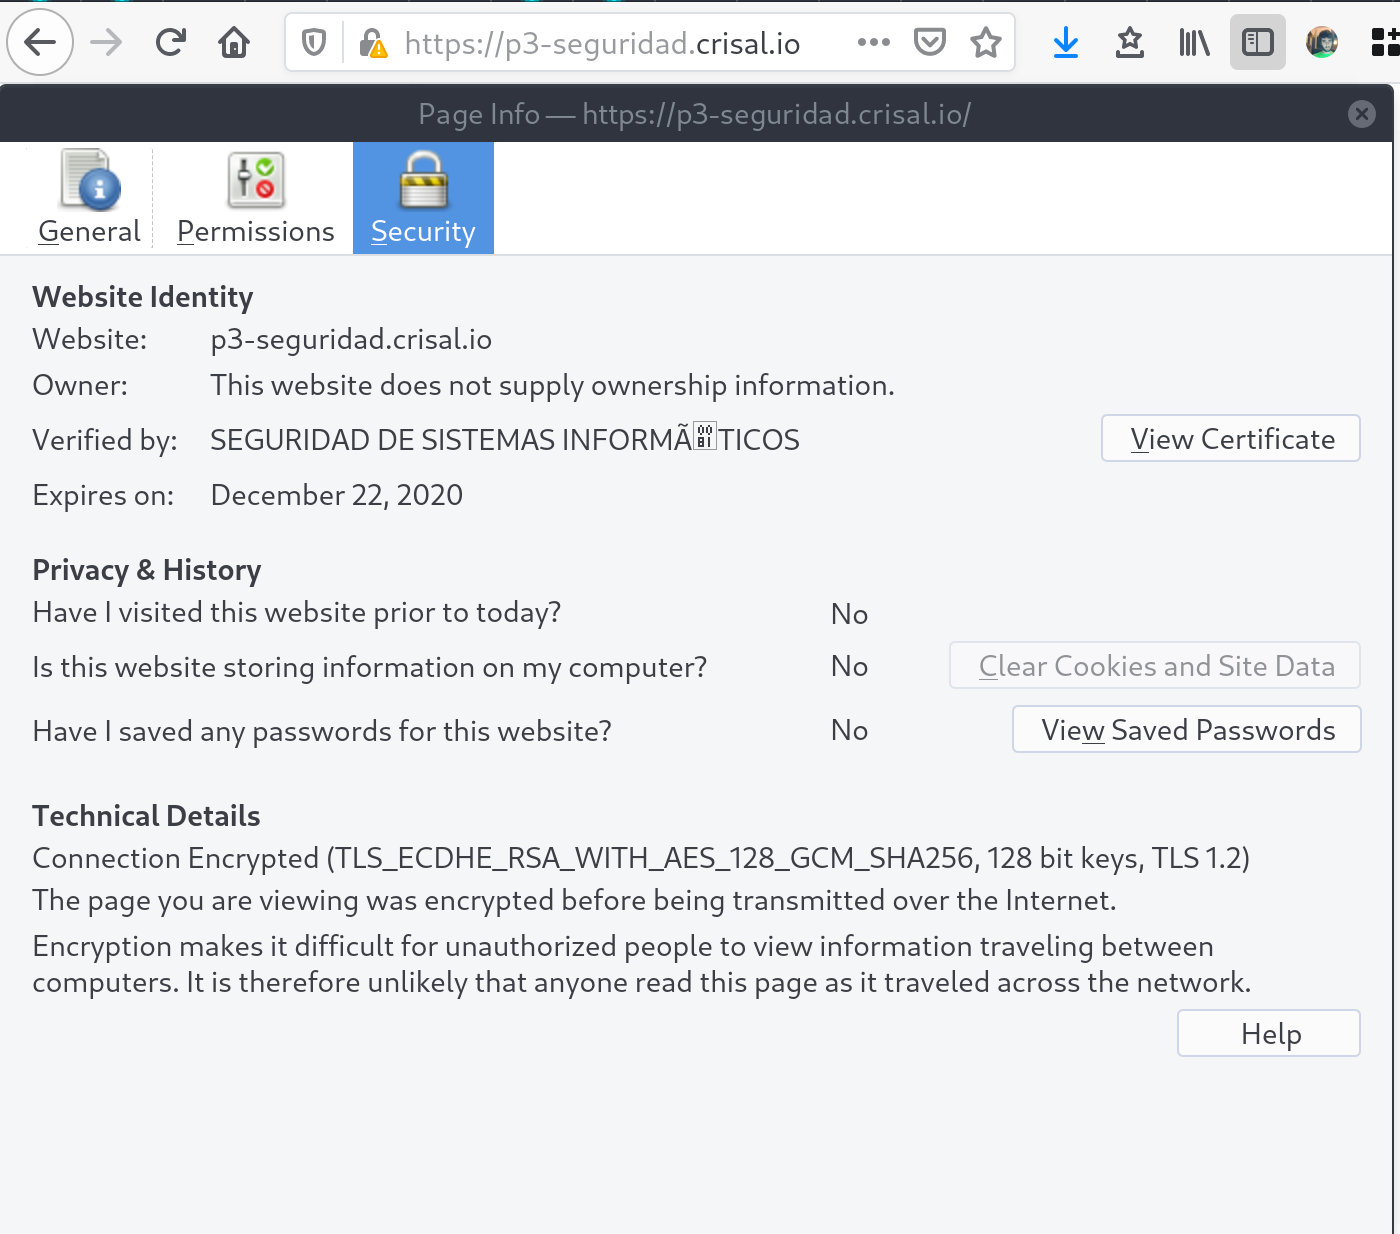 https://p3-seguridad.crisal.io
Page Info — https://p3-seguridad.crisal.io/
General Permissions Security
Website Identity
Website: p3-seguridad.crisal.io
Owner: This website does not supply ownership information.
Verified by: SEGURIDAD DE SISTEMAS INFORMÃTICOS View Certificate
Expires on: December 22, 2020
Privacy & History
Have I visited this website prior to today? No
Is this website storing information on my computer? No Clear Cookies and Site Data
Have I saved any passwords for this website? No View Saved Passwords
Technical Details
Connection Encrypted (TLS_ECDHE_RSA_WITH_AES_128_GCM_SHA256, 128 bit keys, TLS 1.2)
The page you are viewing was encrypted before being transmitted over the Internet.
Encryption makes it difficult for unauthorized people to view information traveling between
computers. It is therefore unlikely that anyone read this page as it traveled across the network.
Help